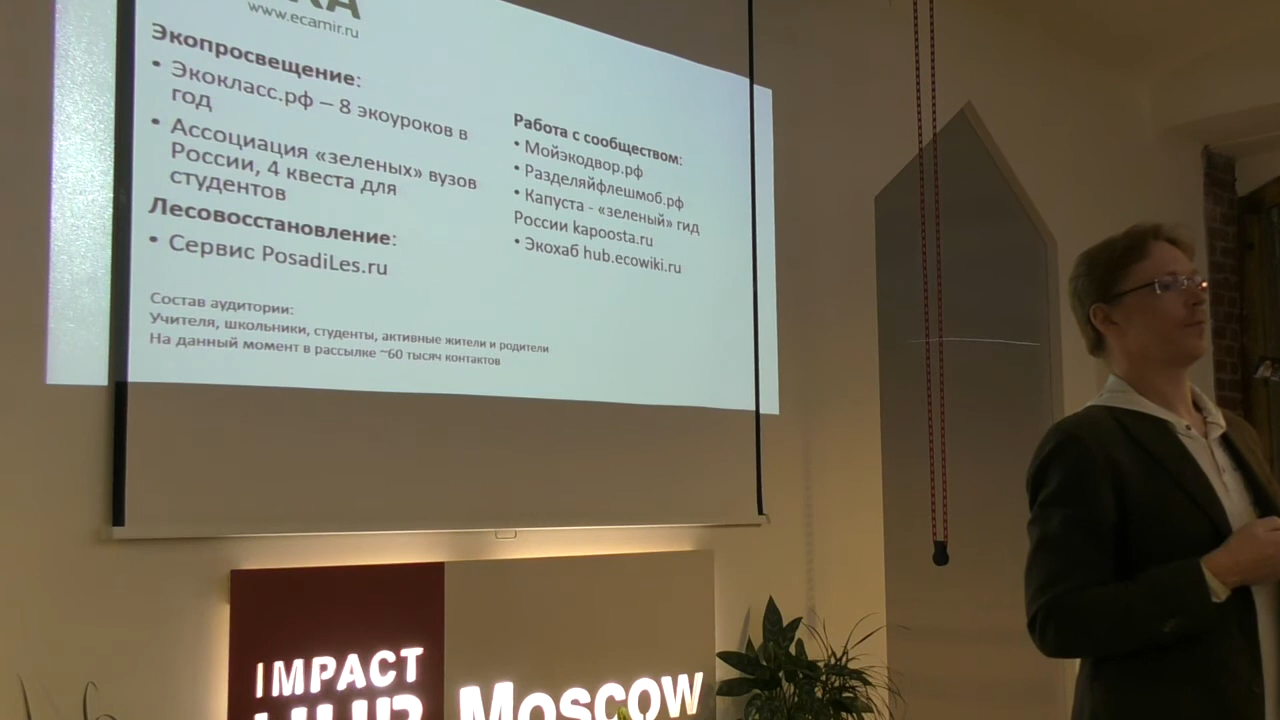 www.ecamir.ru
Экопросвещение:
• Экокласс.рф – 8 экоуроков в
год
• Ассоциация «зеленых» вузов
России, 4 квеста для
студентов
Лесовосстановление:
• Сервис PosadiLes.ru
Работа с сообществом:
• Мойэкодвор.рф
• Разделяйфлешмоб.рф
• Капуста - «зеленый» гид
России kapoosta.ru
• Экохаб hub.ecowiki.ru
Состав аудитории:
Учителя, школьники, студенты, активные жители и родители
На данный момент в рассылке ~60 тысяч контактов
IMPACT
HUB Moscow